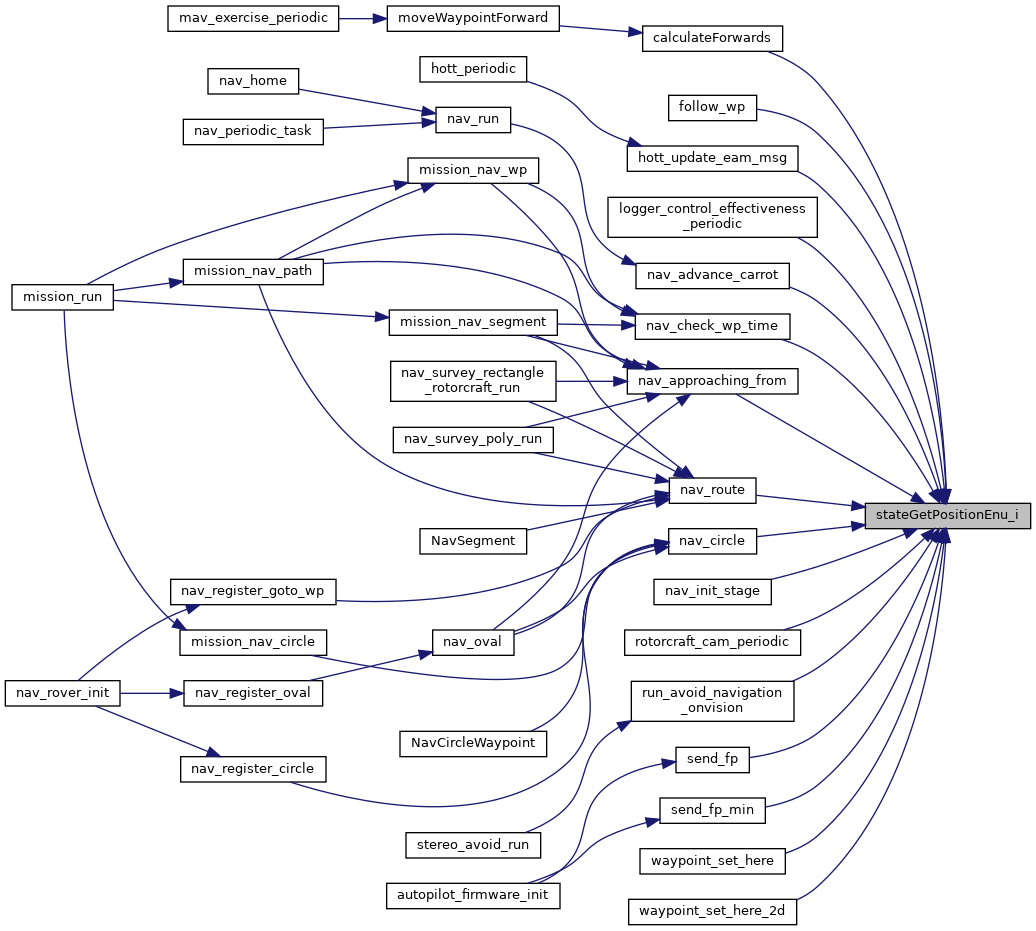 mav_exercise_periodic
moveWaypointForward
calculateForwards
hott_periodic
nav_home
follow_wp
nav_run
nav_periodic_task
hott_update_eam_msg
mission_nav_wp
logger_control_effectiveness
_periodic
mission_nav_path
nav_advance_carrot
mission_run
mission_nav_segment
nav_check_wp_time
nav_survey_rectangle
_rotorcraft_run
nav_approaching_from
nav_survey_poly_run
nav_route
stateGetPositionEnu_i
NavSegment
nav_circle
nav_register_goto_wp
nav_init_stage
mission_nav_circle
nav_oval
rotorcraft_cam_periodic
nav_rover_init
nav_register_oval
run_avoid_navigation
_onvision
NavCircleWaypoint
send_fp
nav_register_circle
send_fp_min
stereo_avoid_run
waypoint_set_here
autopilot_firmware_init
waypoint_set_here_2d